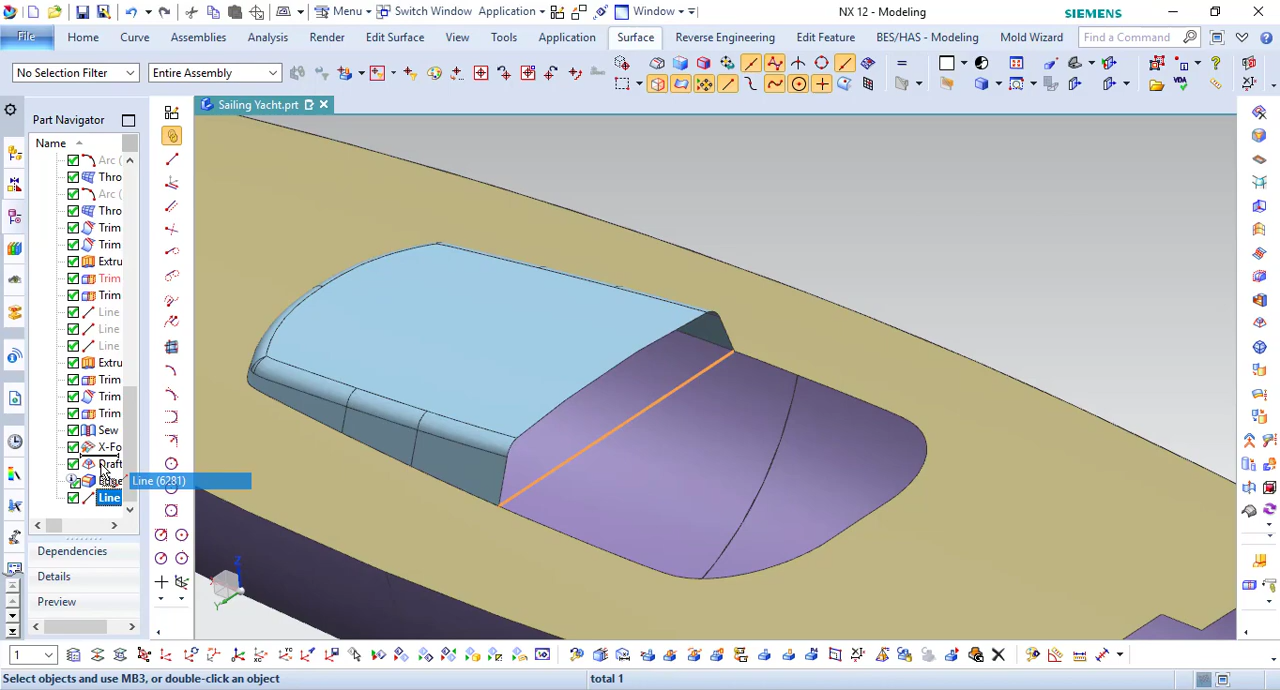 Menu
Switch Window
Application
Window
NX 12 - Modeling
SIEMENS
File
Home
Curve
Assemblies
Analysis
Render
Edit Surface
View
Tools
Application
Surface
Reverse Engineering
Edit Feature
BES/HAS - Modeling
Mold Wizard
Find a Command
No Selection Filter
Entire Assembly
Part Navigator
Sailing Yacht.prt
Name
Arc (
Thro
Arc (
Thro
Trim
Trim
Extru
Trim
Trim
Line
Line
Line
Extru
Trim
Trim
Trim
Sew
X-Fo
Draft
Edge
Line (6281)
Line
Dependencies
Details
Preview
Z
Y
1
Select objects and use MB3, or double-click an object
total 1